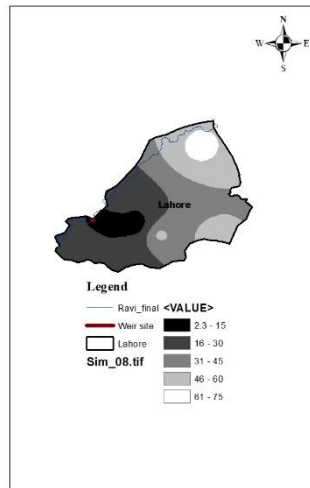 N
W E
S
Lahore
Legend
Ravi_final <VALUE>
Weir site 2.3 - 15
Lahore 16 - 30
Sim_08.tif 31 - 45
46 - 60
61 - 75